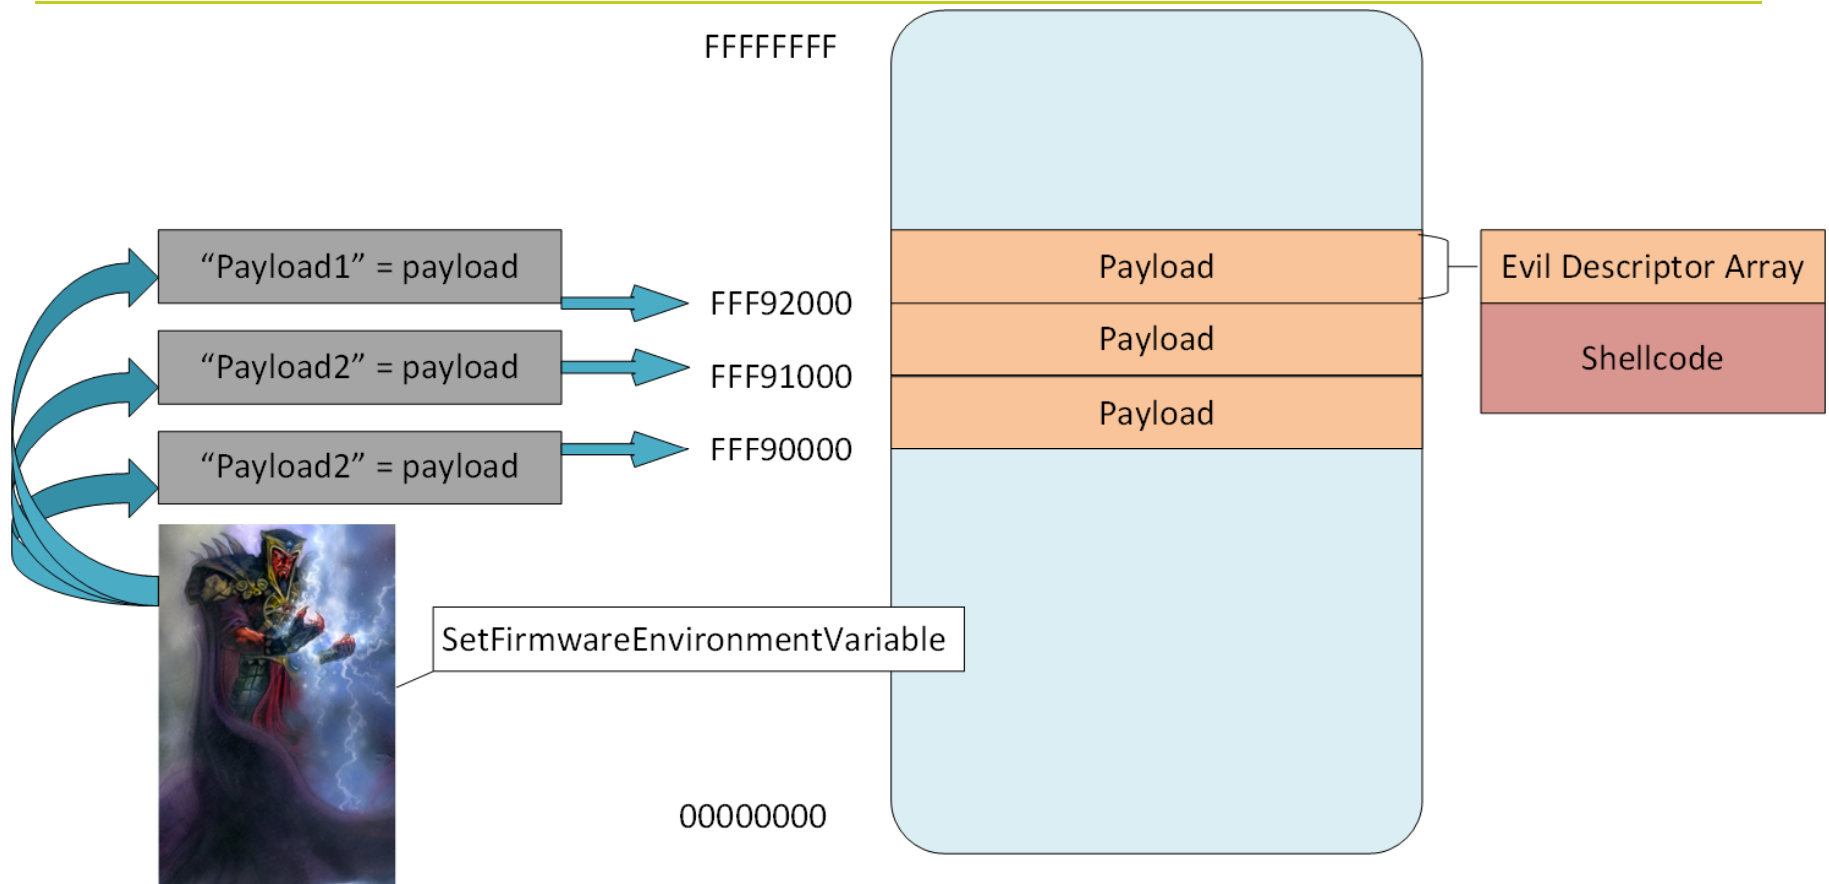 FFFFFFFF
“Payload1” = payload
Payload
Evil Descriptor Array
FFF92000
“Payload2” = payload
FFF91000
Payload
Shellcode
“Payload2” = payload
FFF90000
Payload
SetFirmwareEnvironmentVariable
00000000